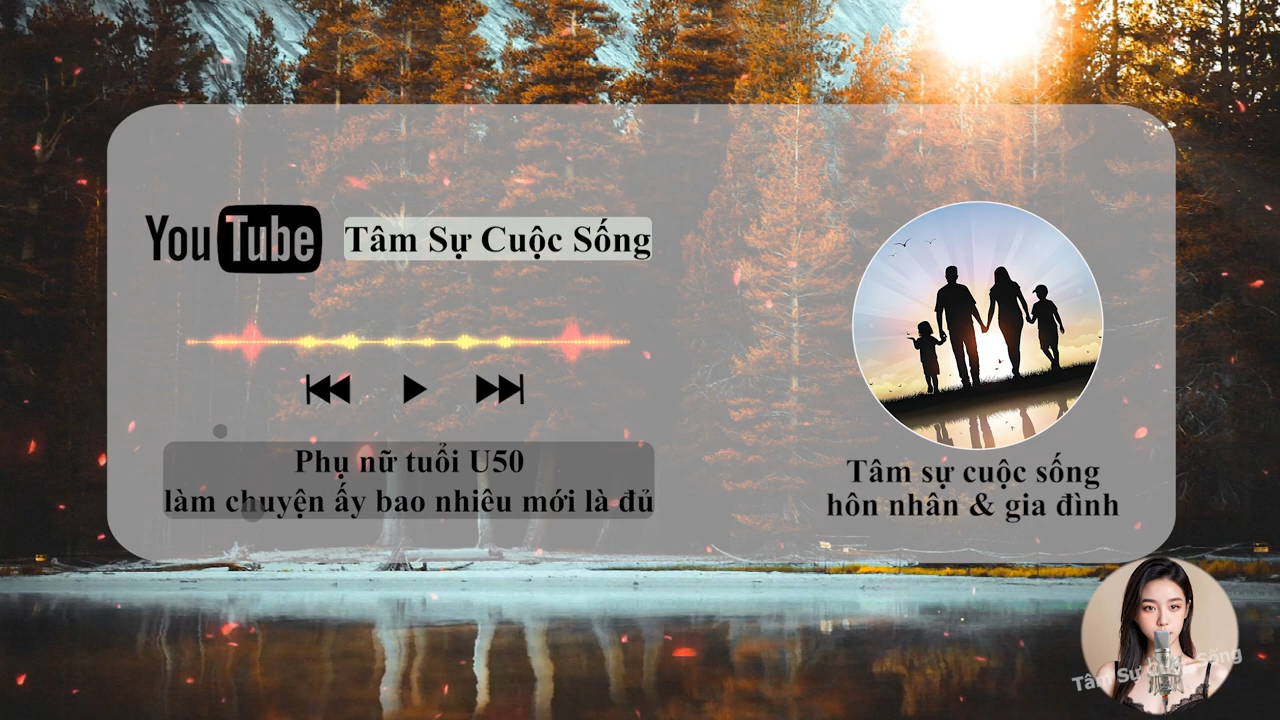 YouTube Tâm Sự Cuộc Sống
Phụ nữ tuổi U50
làm chuyện ấy bao nhiêu mới là đủ
Tâm sự cuộc sống
hôn nhân & gia đình
Tâm Sự Cuộc Sống